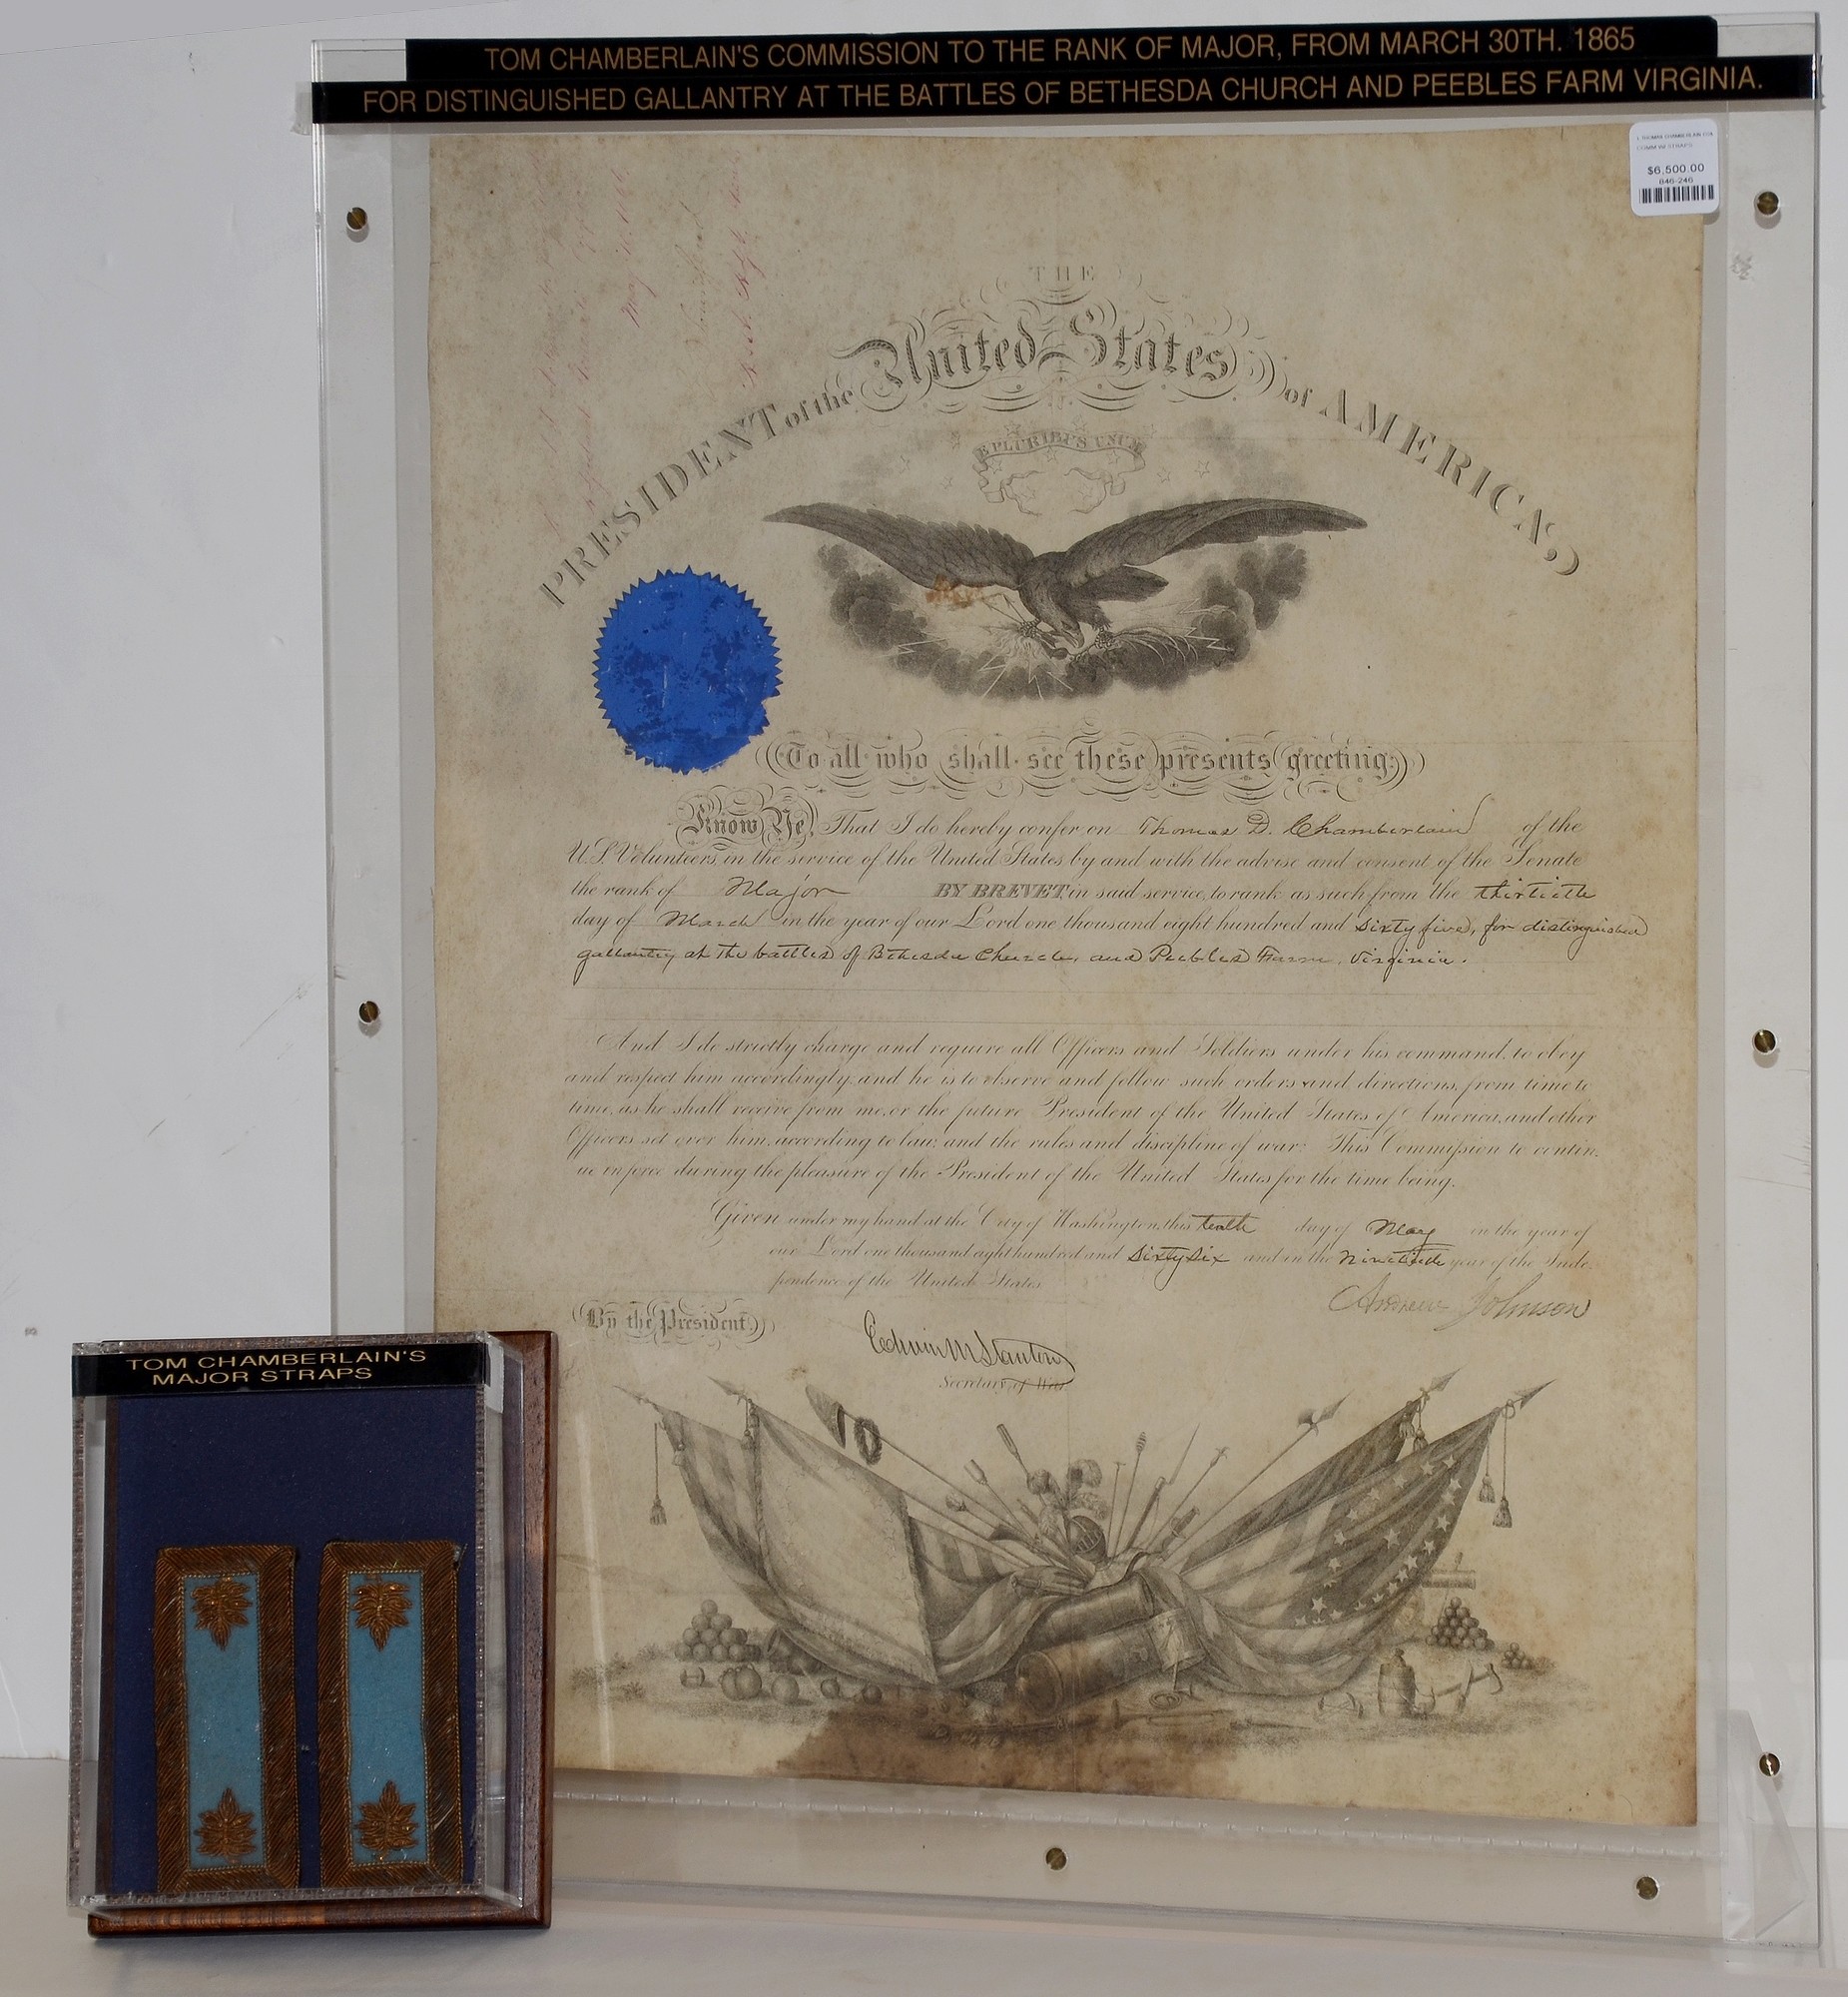 TOM CHAMBERLAIN'S COMMISSION TO THE RANK OF MAJOR, FROM MARCH 30TH. 1865
FOR DISTINGUISHED GALLANTRY AT THE BATTLES OF BETHESDA CHURCH AND PEEBLES FARM VIRGINIA.
COMM W/ STRAPS
$6,500.00
846-246
May
THE
PRESIDENT of the United States of AMERICA,
E PLURIBUS UNUM
To all who shall see these presents greeting:
Know Ye, That I do hereby confer on Thomas D. Chamberlain of the
U.S. Volunteers, in the service of the United States by and with the advise and consent of the Senate
the rank of Major BY BREVET, in said service, to rank as such from the thirtieth
day of March in the year of our Lord one thousand eight hundred and sixty five, for distinguished
gallantry at the battles of Bethesda Church, and Peebles Farm, Virginia.
And I do strictly charge and require all Officers and Soldiers under his command, to obey
and respect him accordingly, and he is to observe and follow such orders and directions, from time to
time, as he shall receive from me, or the future President of the United States of America, and other
Officers set over him, according to law, and the rules and discipline of war. This Commission to contin-
ue in force during the pleasure of the President of the United States for the time being.
Given under my hand at the City of Washington, this tenth day of May in the year of
our Lord one thousand eight hundred and sixty six and in the Ninetieth year of the Inde-
pendence of the United States.
Andrew Johnson
By the President,
Edwin M Stanton
Secretary of War.
TOM CHAMBERLAIN'S
MAJOR STRAPS